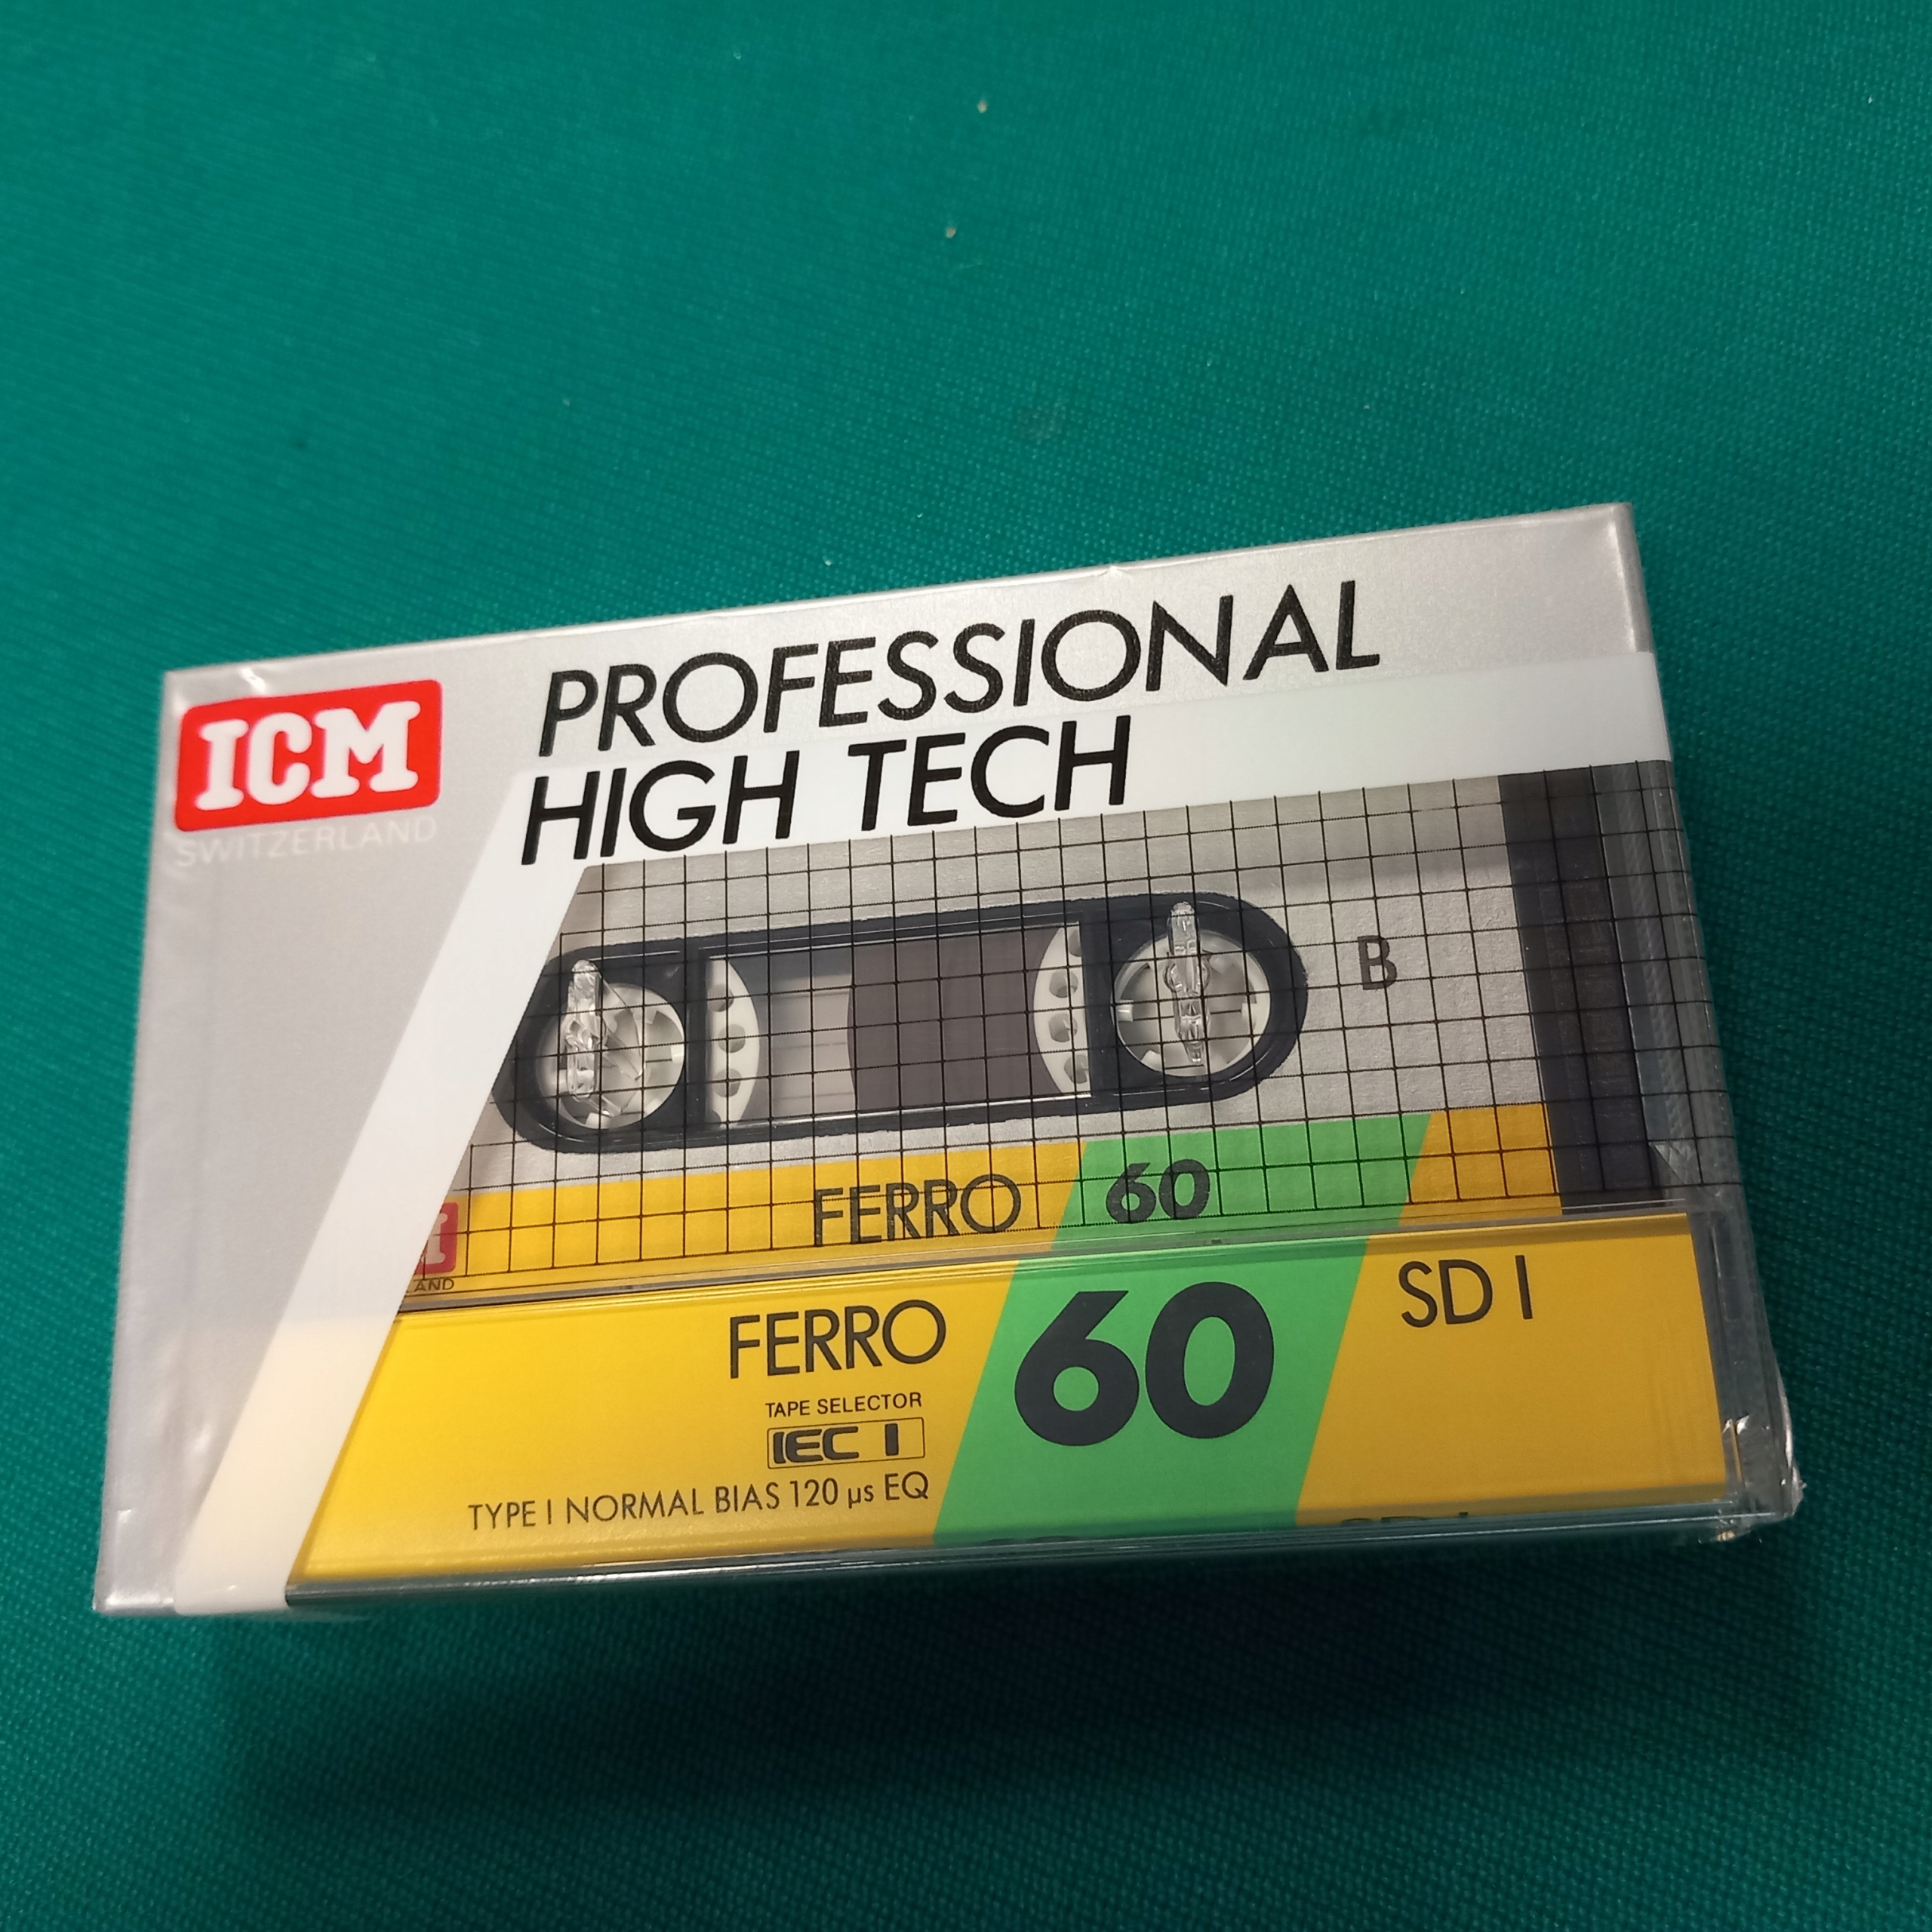 ICM
SWITZERLAND
PROFESSIONAL
HIGH TECH
B
FERRO 60
FERRO 60 SD I
TAPE SELECTOR
IEC I
TYPE I NORMAL BIAS 120 µs EQ